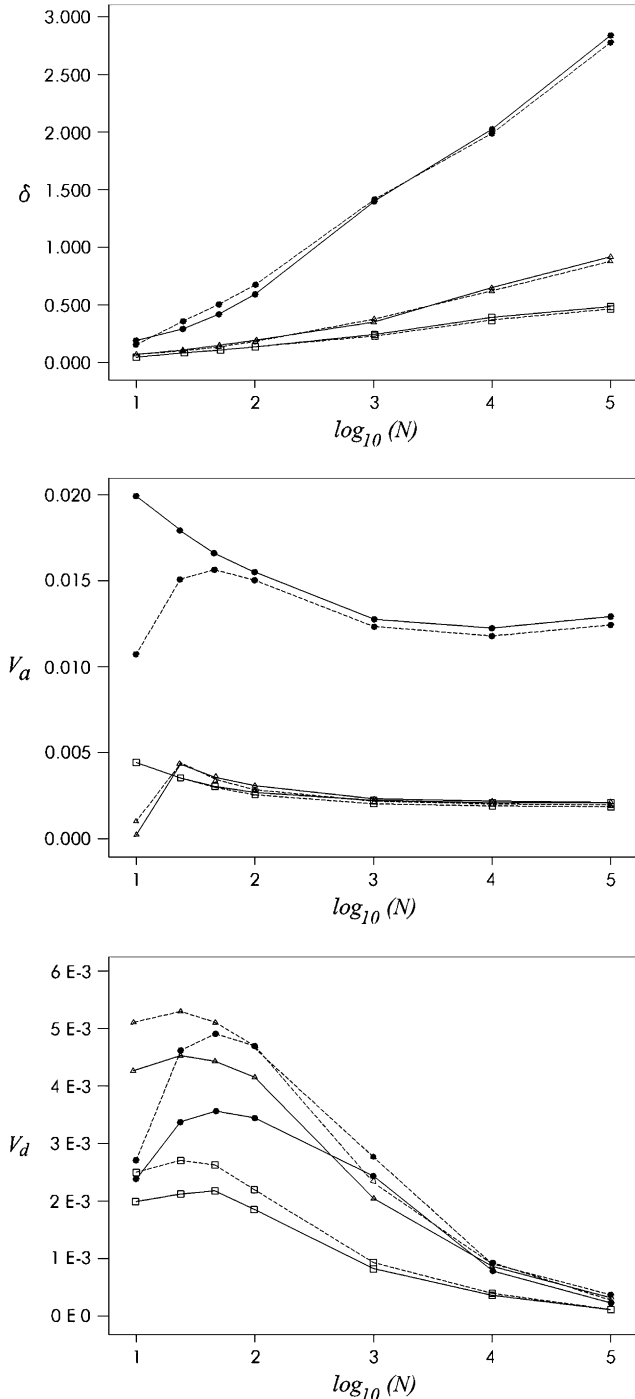 3.000
2.500
2.000
1.500
1.000
0.500
0.000
δ
1 2 3 4 5
log10 (N)
0.020
0.015
0.010
0.005
0.000
Va
1 2 3 4 5
log10 (N)
6 E-3
5 E-3
4 E-3
3 E-3
2 E-3
1 E-3
0 E 0
Vd
1 2 3 4 5
log10 (N)